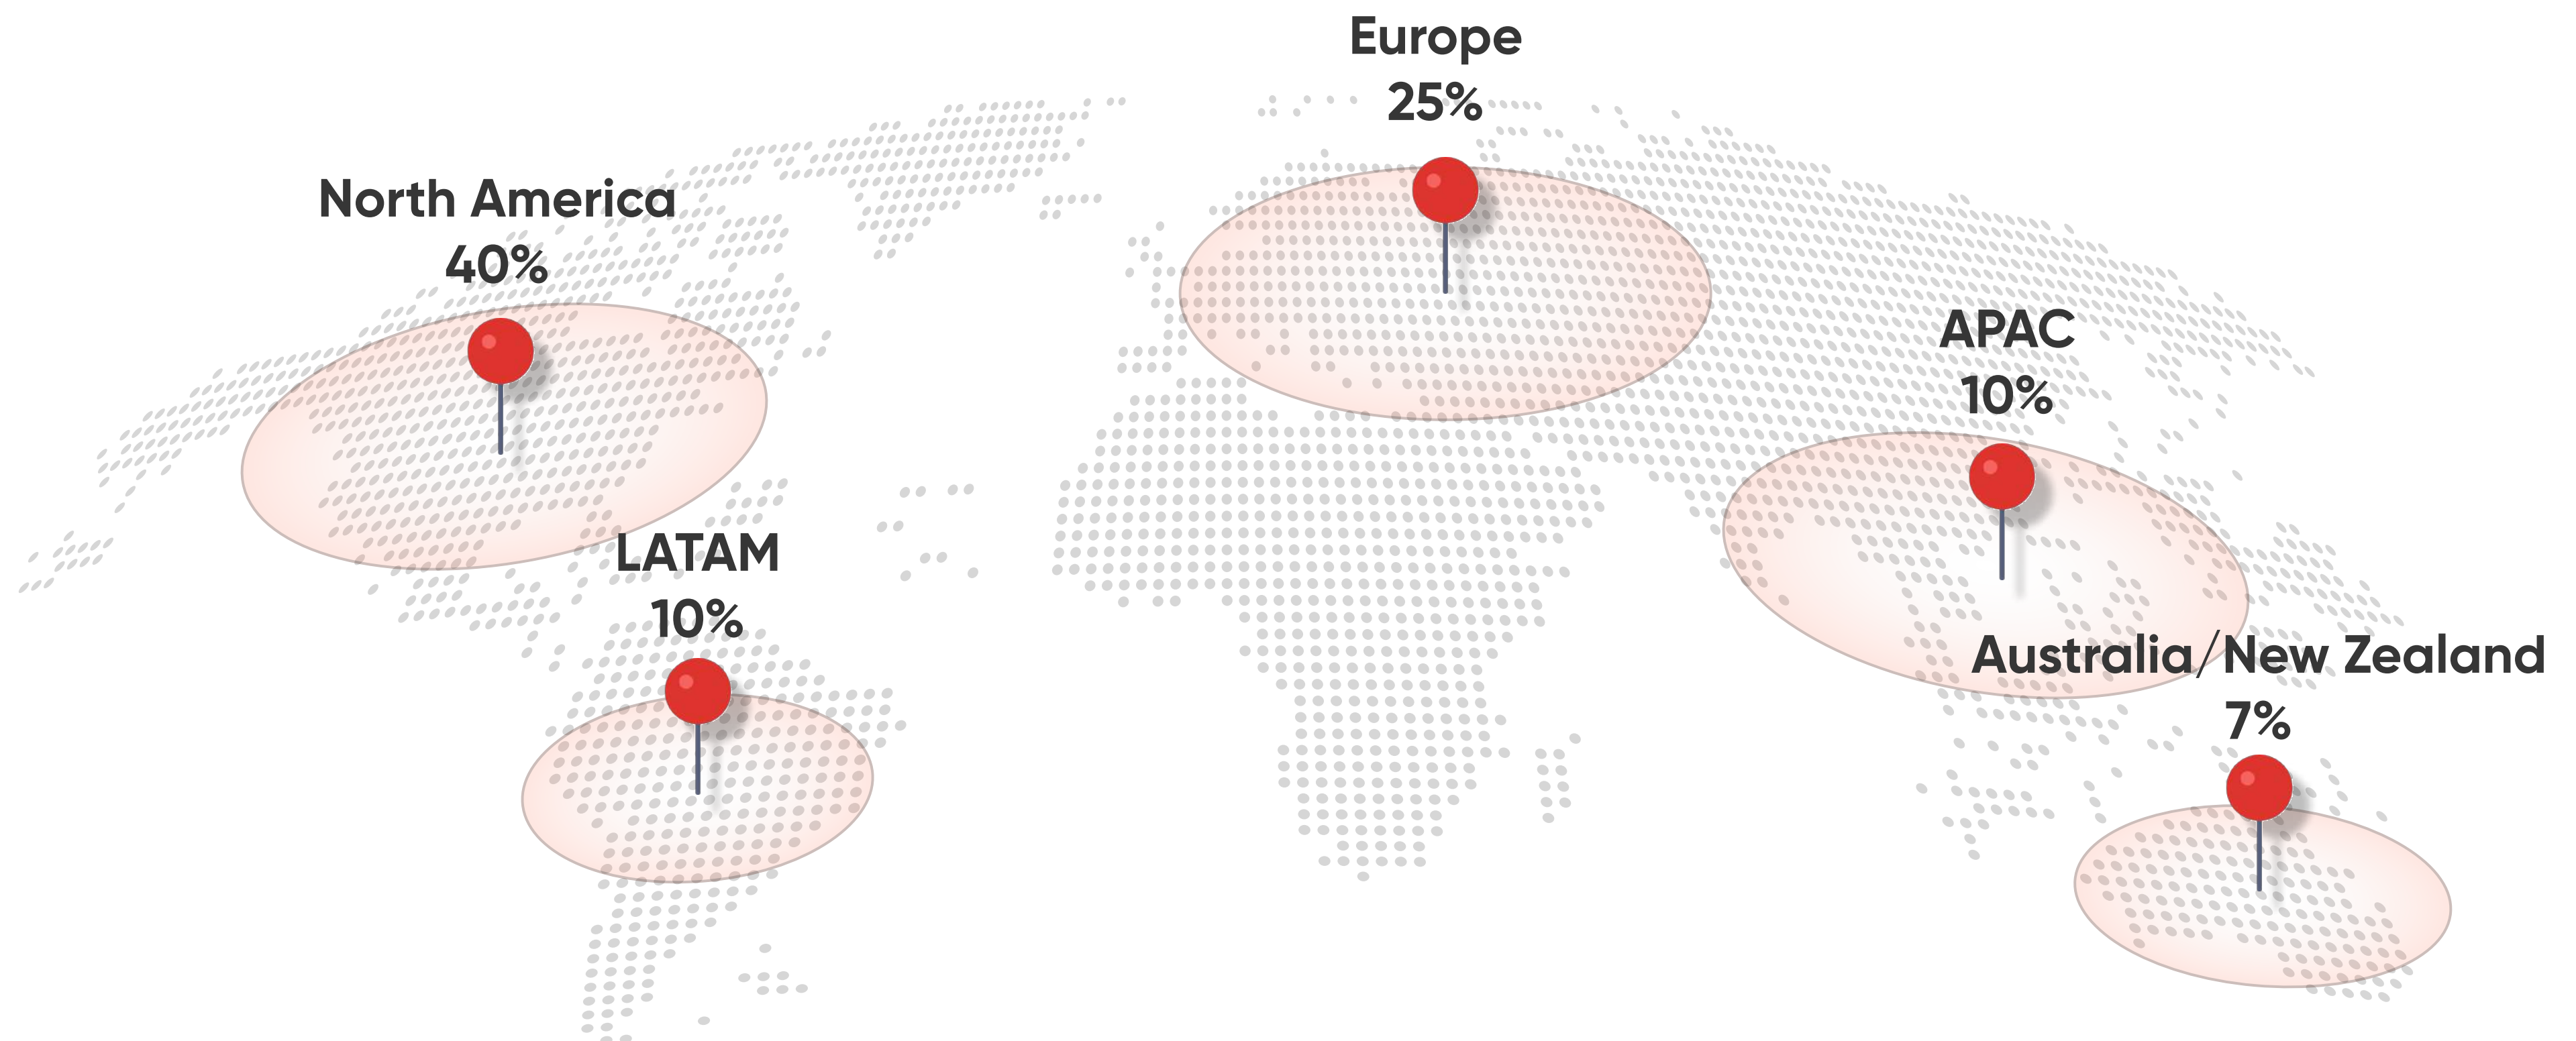 Europe
25%
North America
40%
APAC
10%
LATAM
10%
Australia/New Zealand
7%